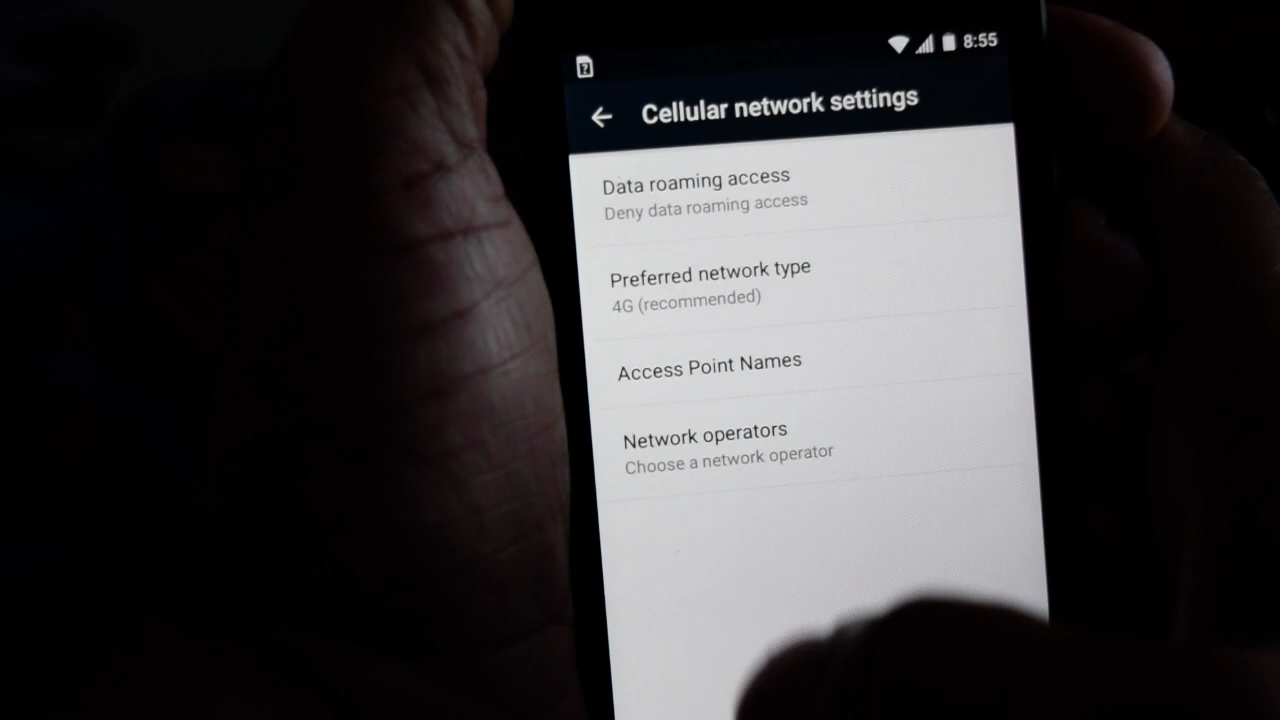 8:55
Cellular network settings
Data roaming access
Deny data roaming access
Preferred network type
4G (recommended)
Access Point Names
Network operators
Choose a network operator